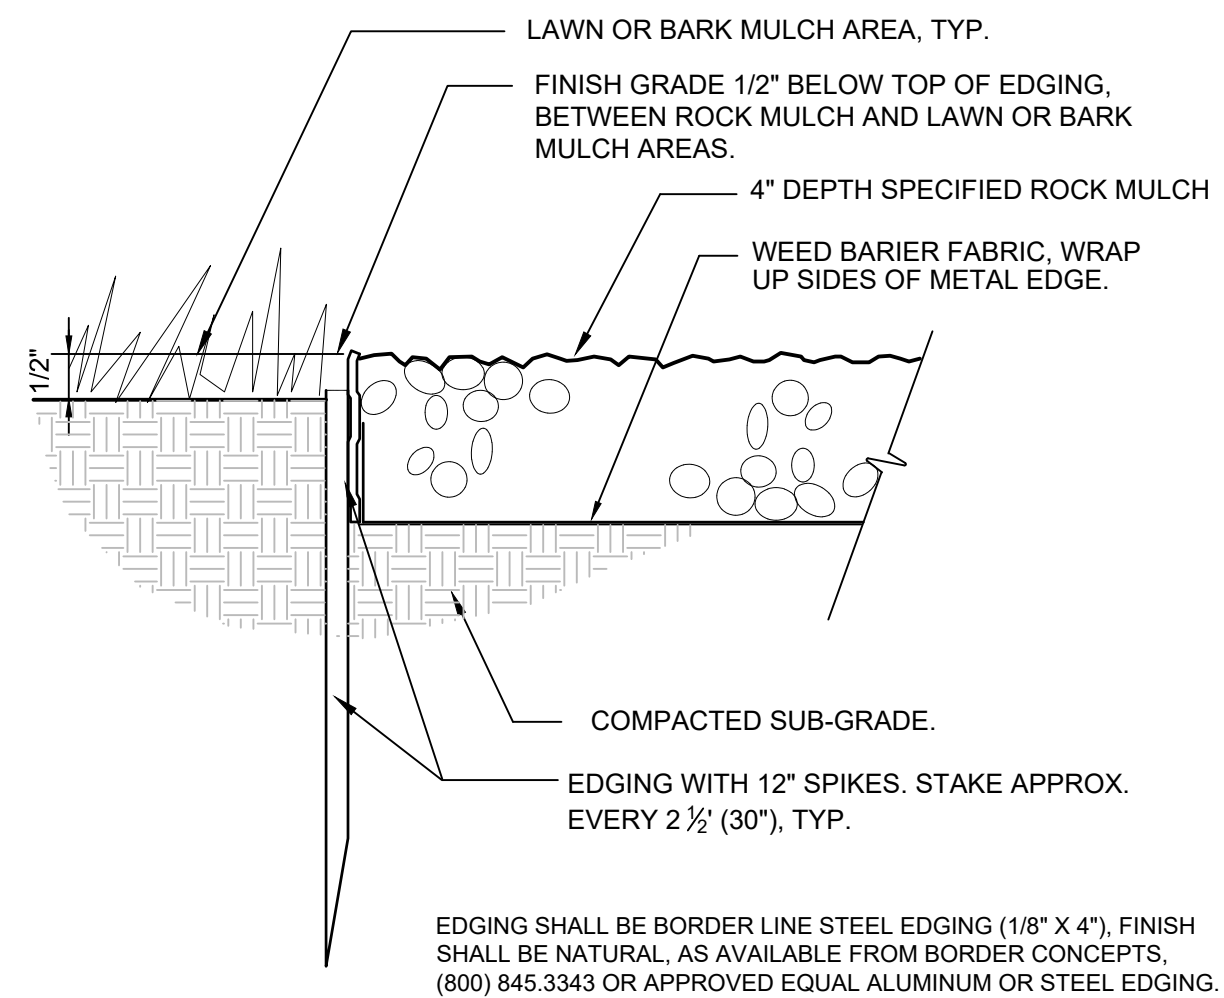 LAWN OR BARK MULCH AREA, TYP.
FINISH GRADE 1/2" BELOW TOP OF EDGING,
BETWEEN ROCK MULCH AND LAWN OR BARK
MULCH AREAS.
4" DEPTH SPECIFIED ROCK MULCH
WEED BARIER FABRIC, WRAP
UP SIDES OF METAL EDGE.
1/2"
COMPACTED SUB-GRADE.
EDGING WITH 12" SPIKES. STAKE APPROX.
EVERY 2 ½' (30"), TYP.
EDGING SHALL BE BORDER LINE STEEL EDGING (1/8" X 4"), FINISH
SHALL BE NATURAL, AS AVAILABLE FROM BORDER CONCEPTS,
(800) 845.3343 OR APPROVED EQUAL ALUMINUM OR STEEL EDGING.